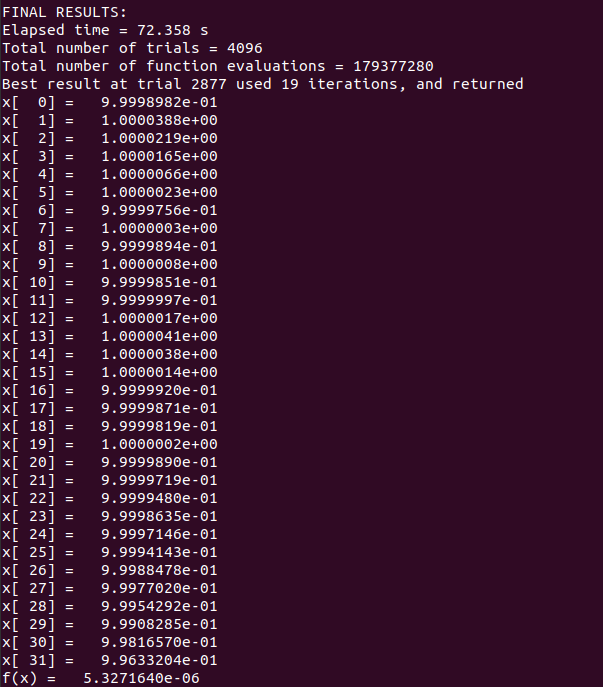 FINAL RESULTS:
Elapsed time = 72.358 s
Total number of trials = 4096
Total number of function evaluations = 179377280
Best result at trial 2877 used 19 iterations, and returned
x[  0] =   9.9998982e-01
x[  1] =   1.0000388e+00
x[  2] =   1.0000219e+00
x[  3] =   1.0000165e+00
x[  4] =   1.0000066e+00
x[  5] =   1.0000023e+00
x[  6] =   9.9999756e-01
x[  7] =   1.0000003e+00
x[  8] =   9.9999894e-01
x[  9] =   1.0000008e+00
x[ 10] =   9.9999851e-01
x[ 11] =   9.9999997e-01
x[ 12] =   1.0000017e+00
x[ 13] =   1.0000041e+00
x[ 14] =   1.0000038e+00
x[ 15] =   1.0000014e+00
x[ 16] =   9.9999920e-01
x[ 17] =   9.9999871e-01
x[ 18] =   9.9999819e-01
x[ 19] =   1.0000002e+00
x[ 20] =   9.9999890e-01
x[ 21] =   9.9999719e-01
x[ 22] =   9.9999480e-01
x[ 23] =   9.9998635e-01
x[ 24] =   9.9997146e-01
x[ 25] =   9.9994143e-01
x[ 26] =   9.9988478e-01
x[ 27] =   9.9977020e-01
x[ 28] =   9.9954292e-01
x[ 29] =   9.9908285e-01
x[ 30] =   9.9816570e-01
x[ 31] =   9.9633204e-01
f(x) =   5.3271640e-06